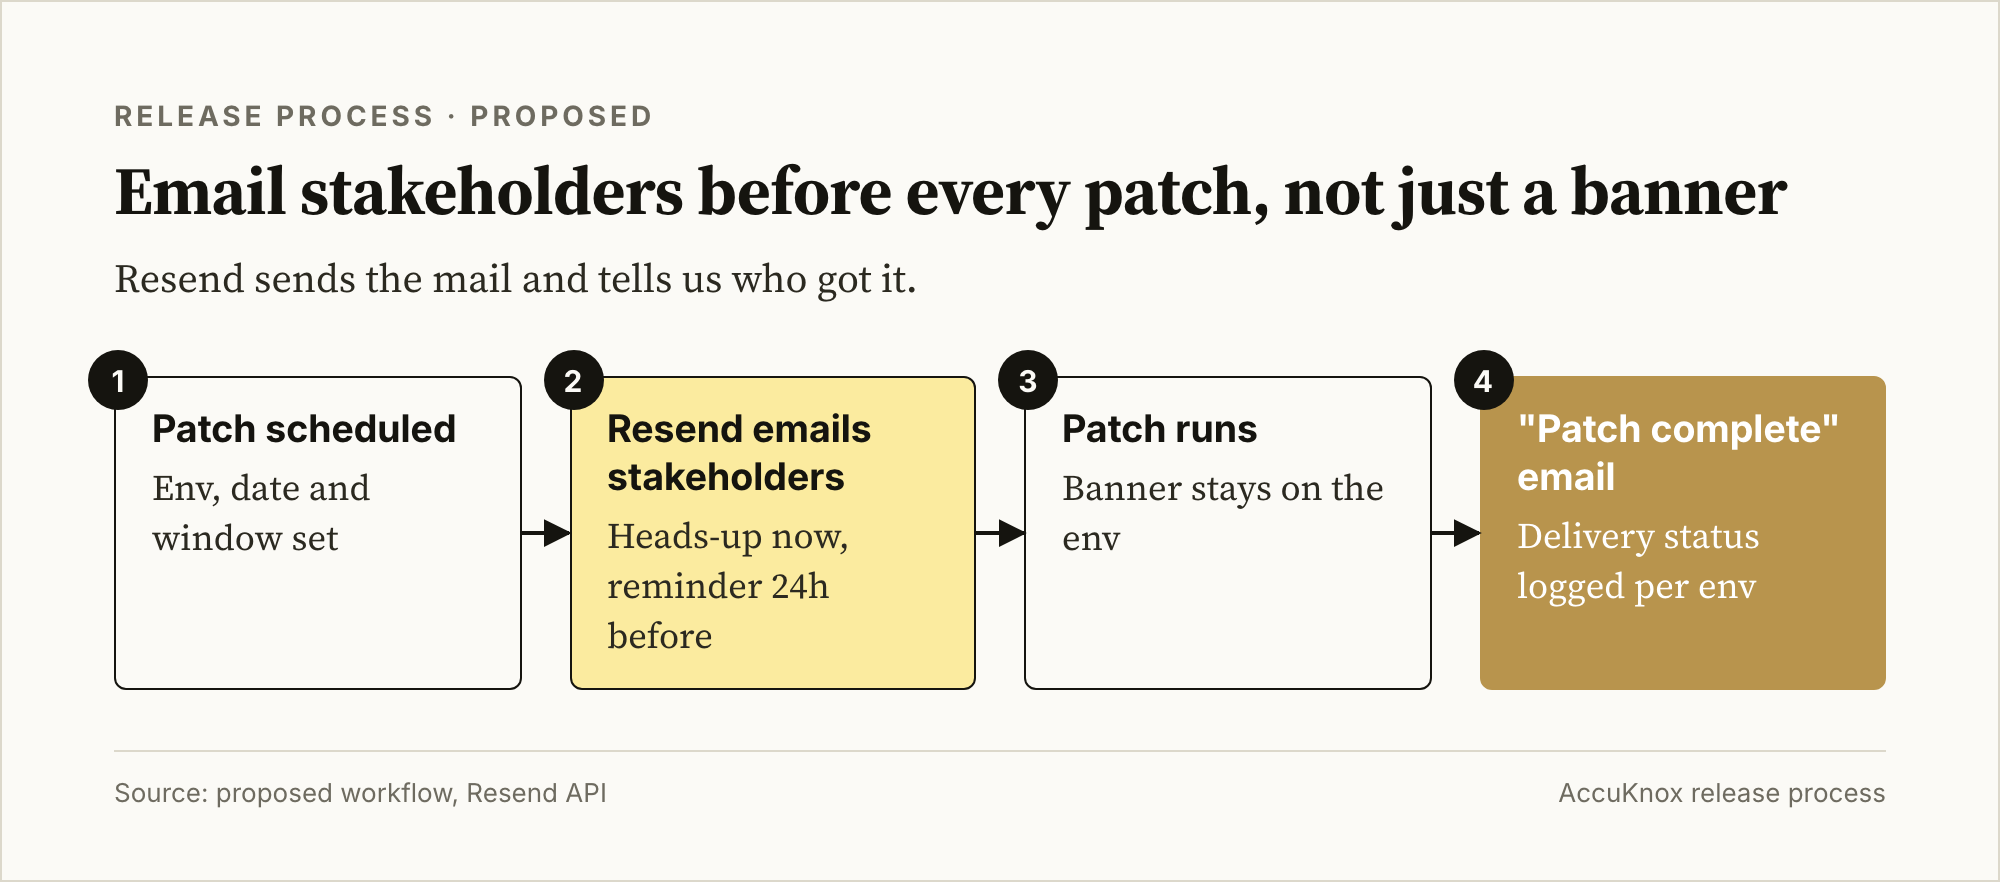 RELEASE PROCESS · PROPOSED
Email stakeholders before every patch, not just a banner
Resend sends the mail and tells us who got it.
1
Patch scheduled
Env, date and
window set
2
Resend emails
stakeholders
Heads-up now,
reminder 24h
before
3
Patch runs
Banner stays on the
env
4
"Patch complete"
email
Delivery status
logged per env
Source: proposed workflow, Resend API
AccuKnox release process